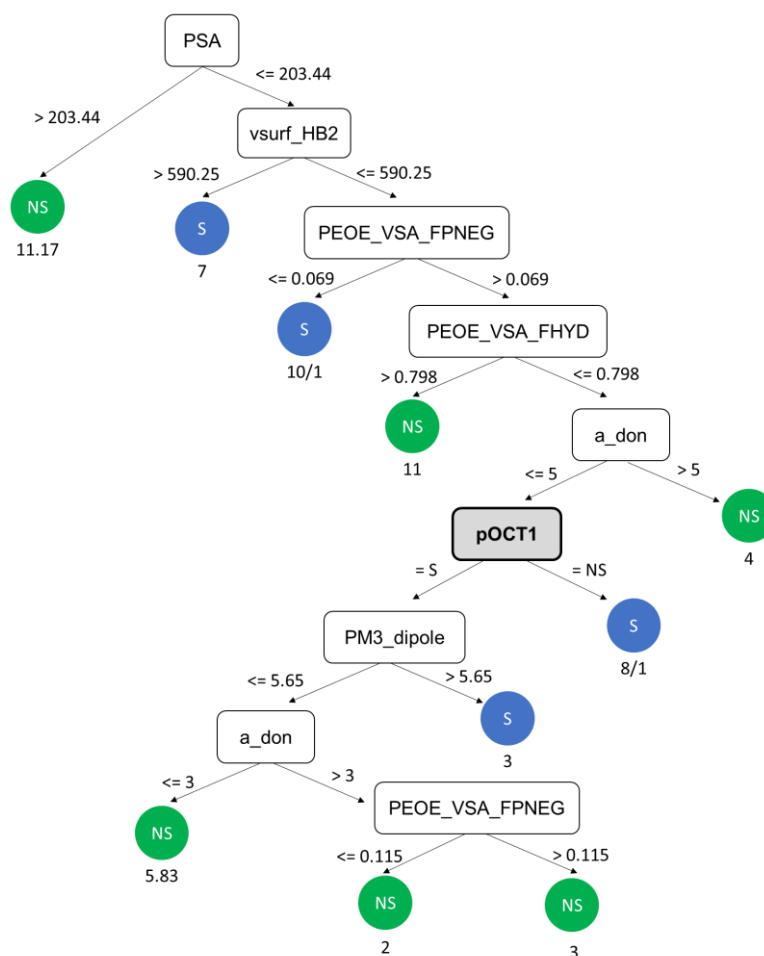 PSA
<= 203.44
> 203.44
vsurf_HB2
> 590.25
<= 590.25
NS
11.17
S
7
PEOE_VSA_FPNEG
<= 0.069
> 0.069
S
10/1
PEOE_VSA_FHYD
> 0.798
<= 0.798
NS
11
a_don
<= 5
> 5
NS
4
pOCT1
= S
= NS
S
8/1
PM3_dipole
<= 5.65
> 5.65
S
3
a_don
<= 3
> 3
NS
5.83
PEOE_VSA_FPNEG
<= 0.115
> 0.115
NS
2
NS
3